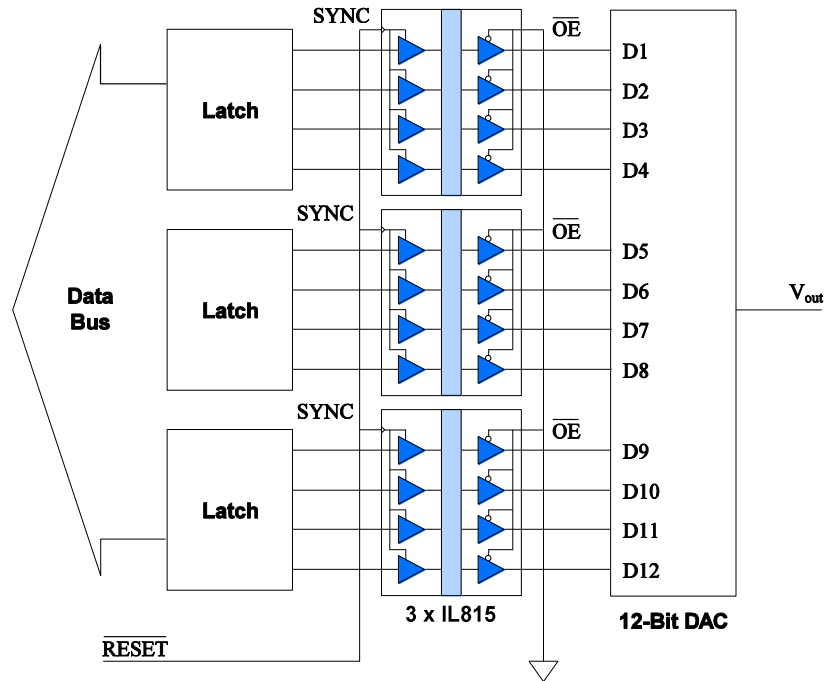 SYNC
OE
D1
Latch
D2
D3
D4
SYNC
OE
D5
Data
Bus
Latch
D6
D7
D8
Vout
SYNC
OE
D9
Latch
D10
D11
D12
3 x IL815
12-Bit DAC
RESET